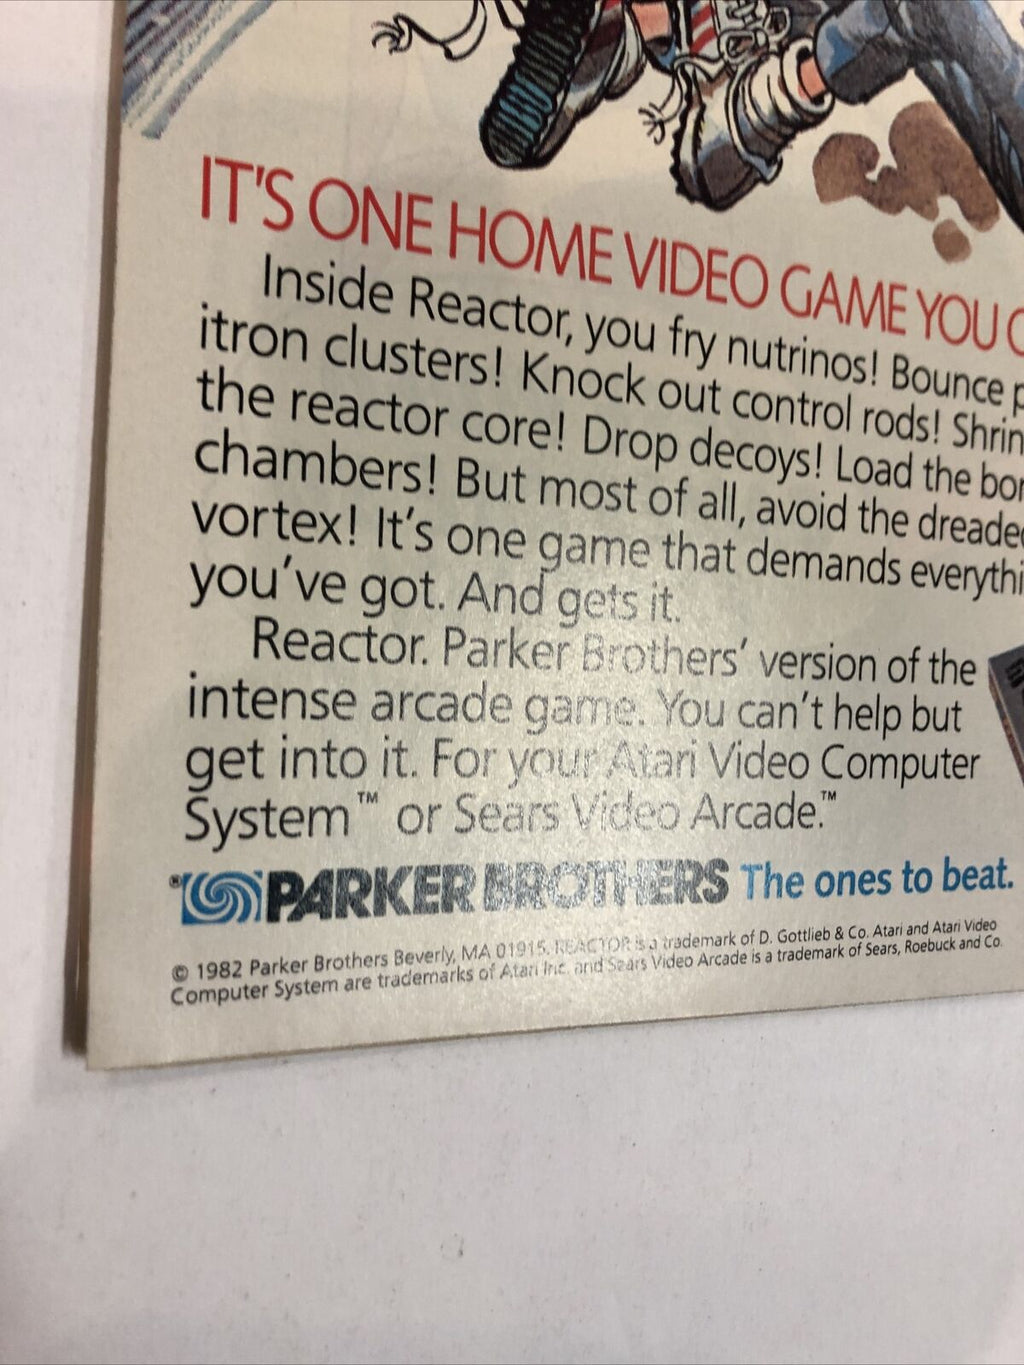 IT'S ONE HOME VIDEO GAME YOU
Inside Reactor, you fry nutrinos! Bounce
itron clusters! Knock out control rods!
the reactor core! Drop decoys! Load the
chambers! But most of all, avoid the
vortex! It's one game that demands
you've got. And gets it.
Reactor. Parker Brothers' version of the
intense arcade game. You can't help but
get into it. For your Atari Video Computer
System™ or Sears Video Arcade.™
® PARKER BROTHERS The ones to beat.
© 1982 Parker Brothers Beverly, MA 01915. REACTOR is a trademark of D. Gottlieb & Co. Atari and Atari Video
Computer System are trademarks of Atari Inc. and Sears Video Arcade is a trademark of Sears, Roebuck and Co.